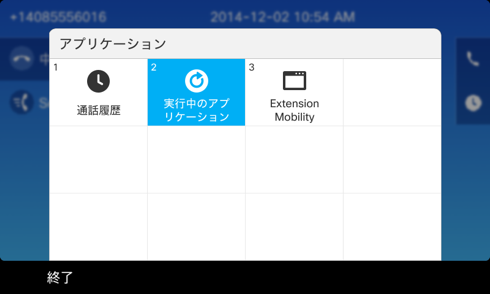 +14085556016 2014-12-02 10:54 AM
アプリケーション
1 2 3
通話履歴
実行中のアプ
リケーション
Extension
Mobility
終了